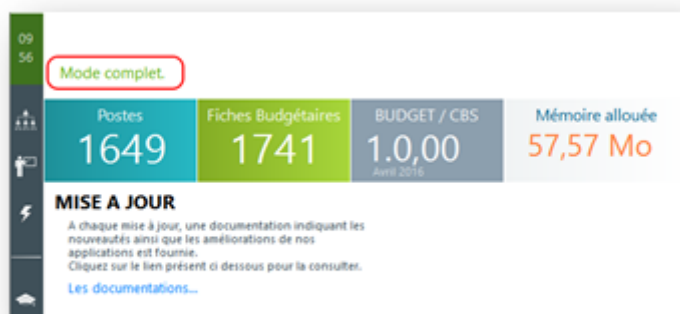 09
56
Mode complet.
Postes
1649
Fiches Budgétaires
1741
BUDGET / CBS
1.0,00
Avril 2016
Mémoire allouée
57,57 Mo
MISE A JOUR
A chaque mise à jour, une documentation indiquant les
nouveautés ainsi que les améliorations de nos
applications est fournie.
Cliquez sur le lien présent ci dessous pour la consulter.
Les documentations...